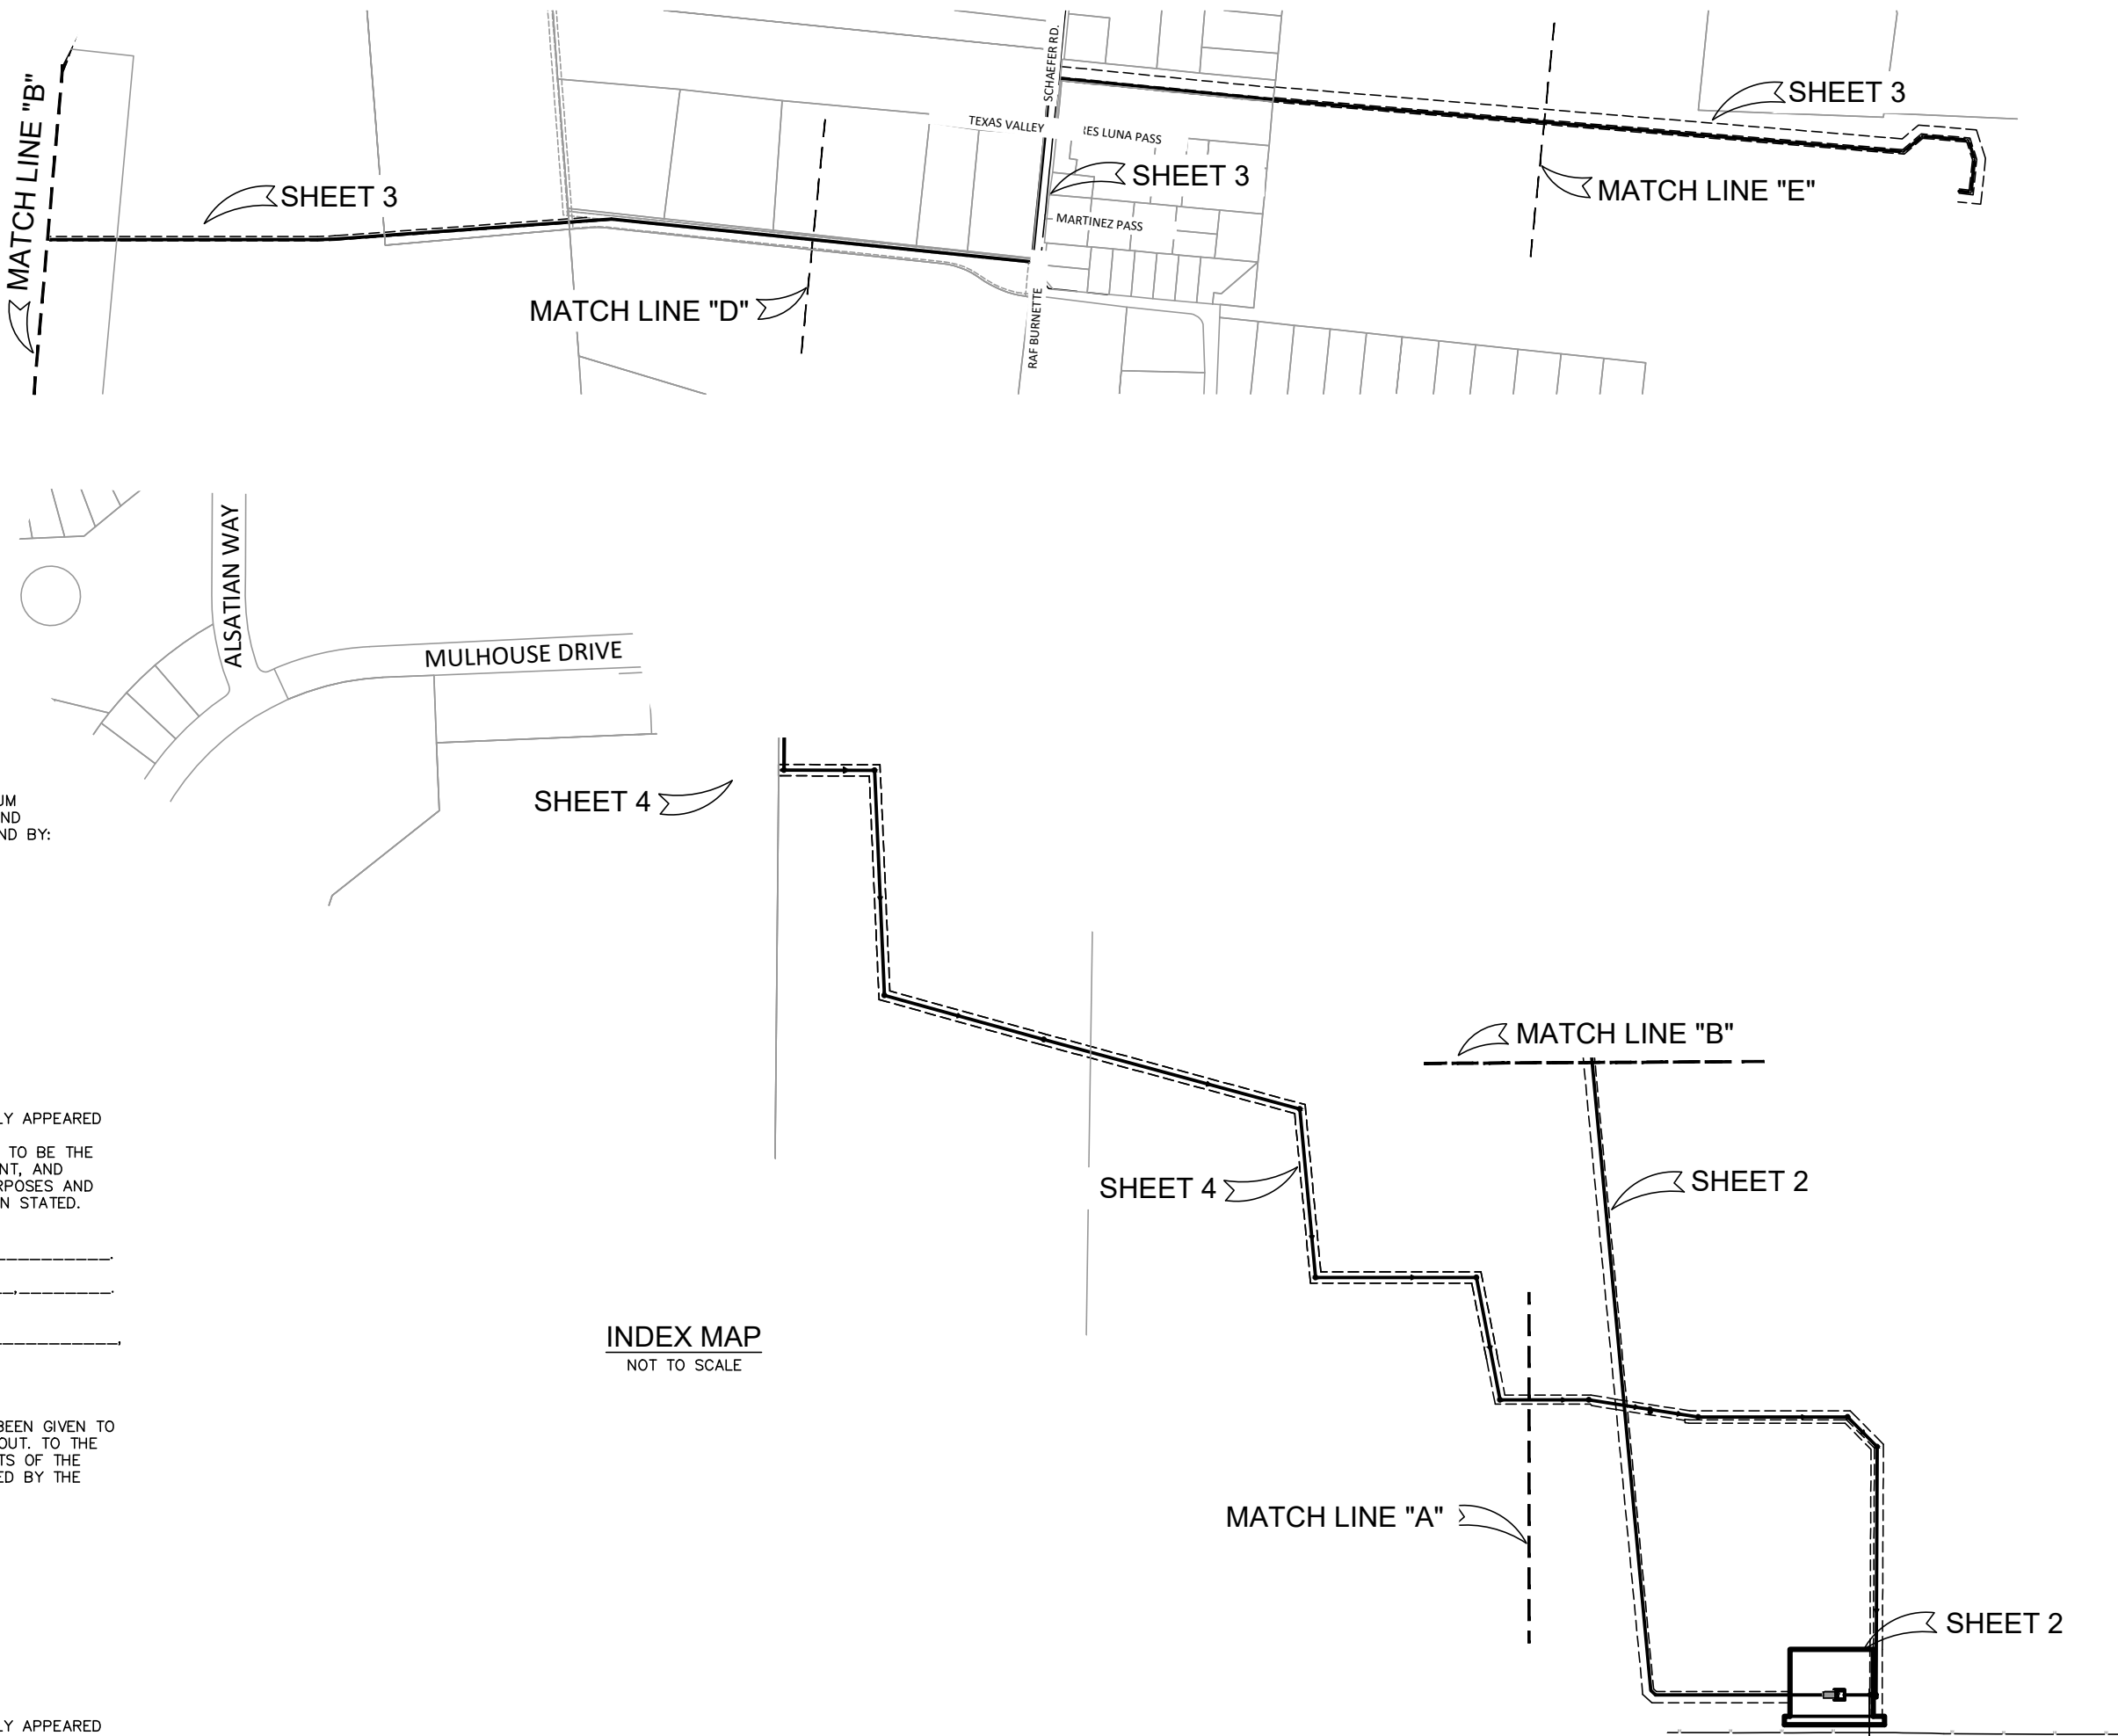 MATCH LINE "B"
SHEET 3
MATCH LINE "D"
SCHAEFER RD.
TEXAS VALLEY
RES LUNA PASS
SHEET 3
MARTINEZ PASS
RAF BURNETTE
SHEET 3
MATCH LINE "E"
ALSATIAN WAY
MULHOUSE DRIVE
SHEET 4
UM
ND
ND BY:
MATCH LINE "B"
LY APPEARED
TO BE THE
NT, AND
RPOSES AND
N STATED.
SHEET 4
SHEET 2
INDEX MAP
NOT TO SCALE
BEEN GIVEN TO
OUT. TO THE
TS OF THE
ED BY THE
MATCH LINE "A"
SHEET 2
LY APPEARED